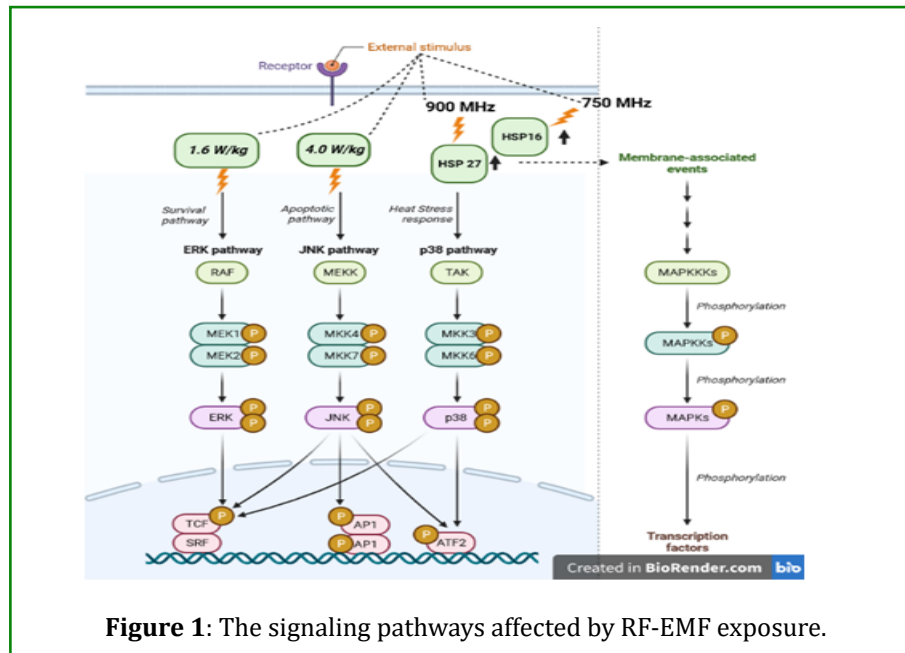 External stimulus
Receptor
900 MHz
750 MHz
1.6 W/kg
4.0 W/kg
HSP 27
HSP16
Membrane-associated
events
Survival
pathway
Apoptotic
pathway
Heat Stress
response
ERK pathway
JNK pathway
p38 pathway
RAF
MEKK
TAK
MAPKKKs
Phosphorylation
MEK1 P
MEK2 P
MKK4 P
MKK7 P
MKK3 P
MKK6 P
MAPKKs P
Phosphorylation
ERK P P
JNK P P
p38 P P
MAPKs P
Phosphorylation
TCF P
SRF
P AP1
P AP1
P ATF2
Transcription
factors
Created in BioRender.com bio
Figure 1: The signaling pathways affected by RF-EMF exposure.